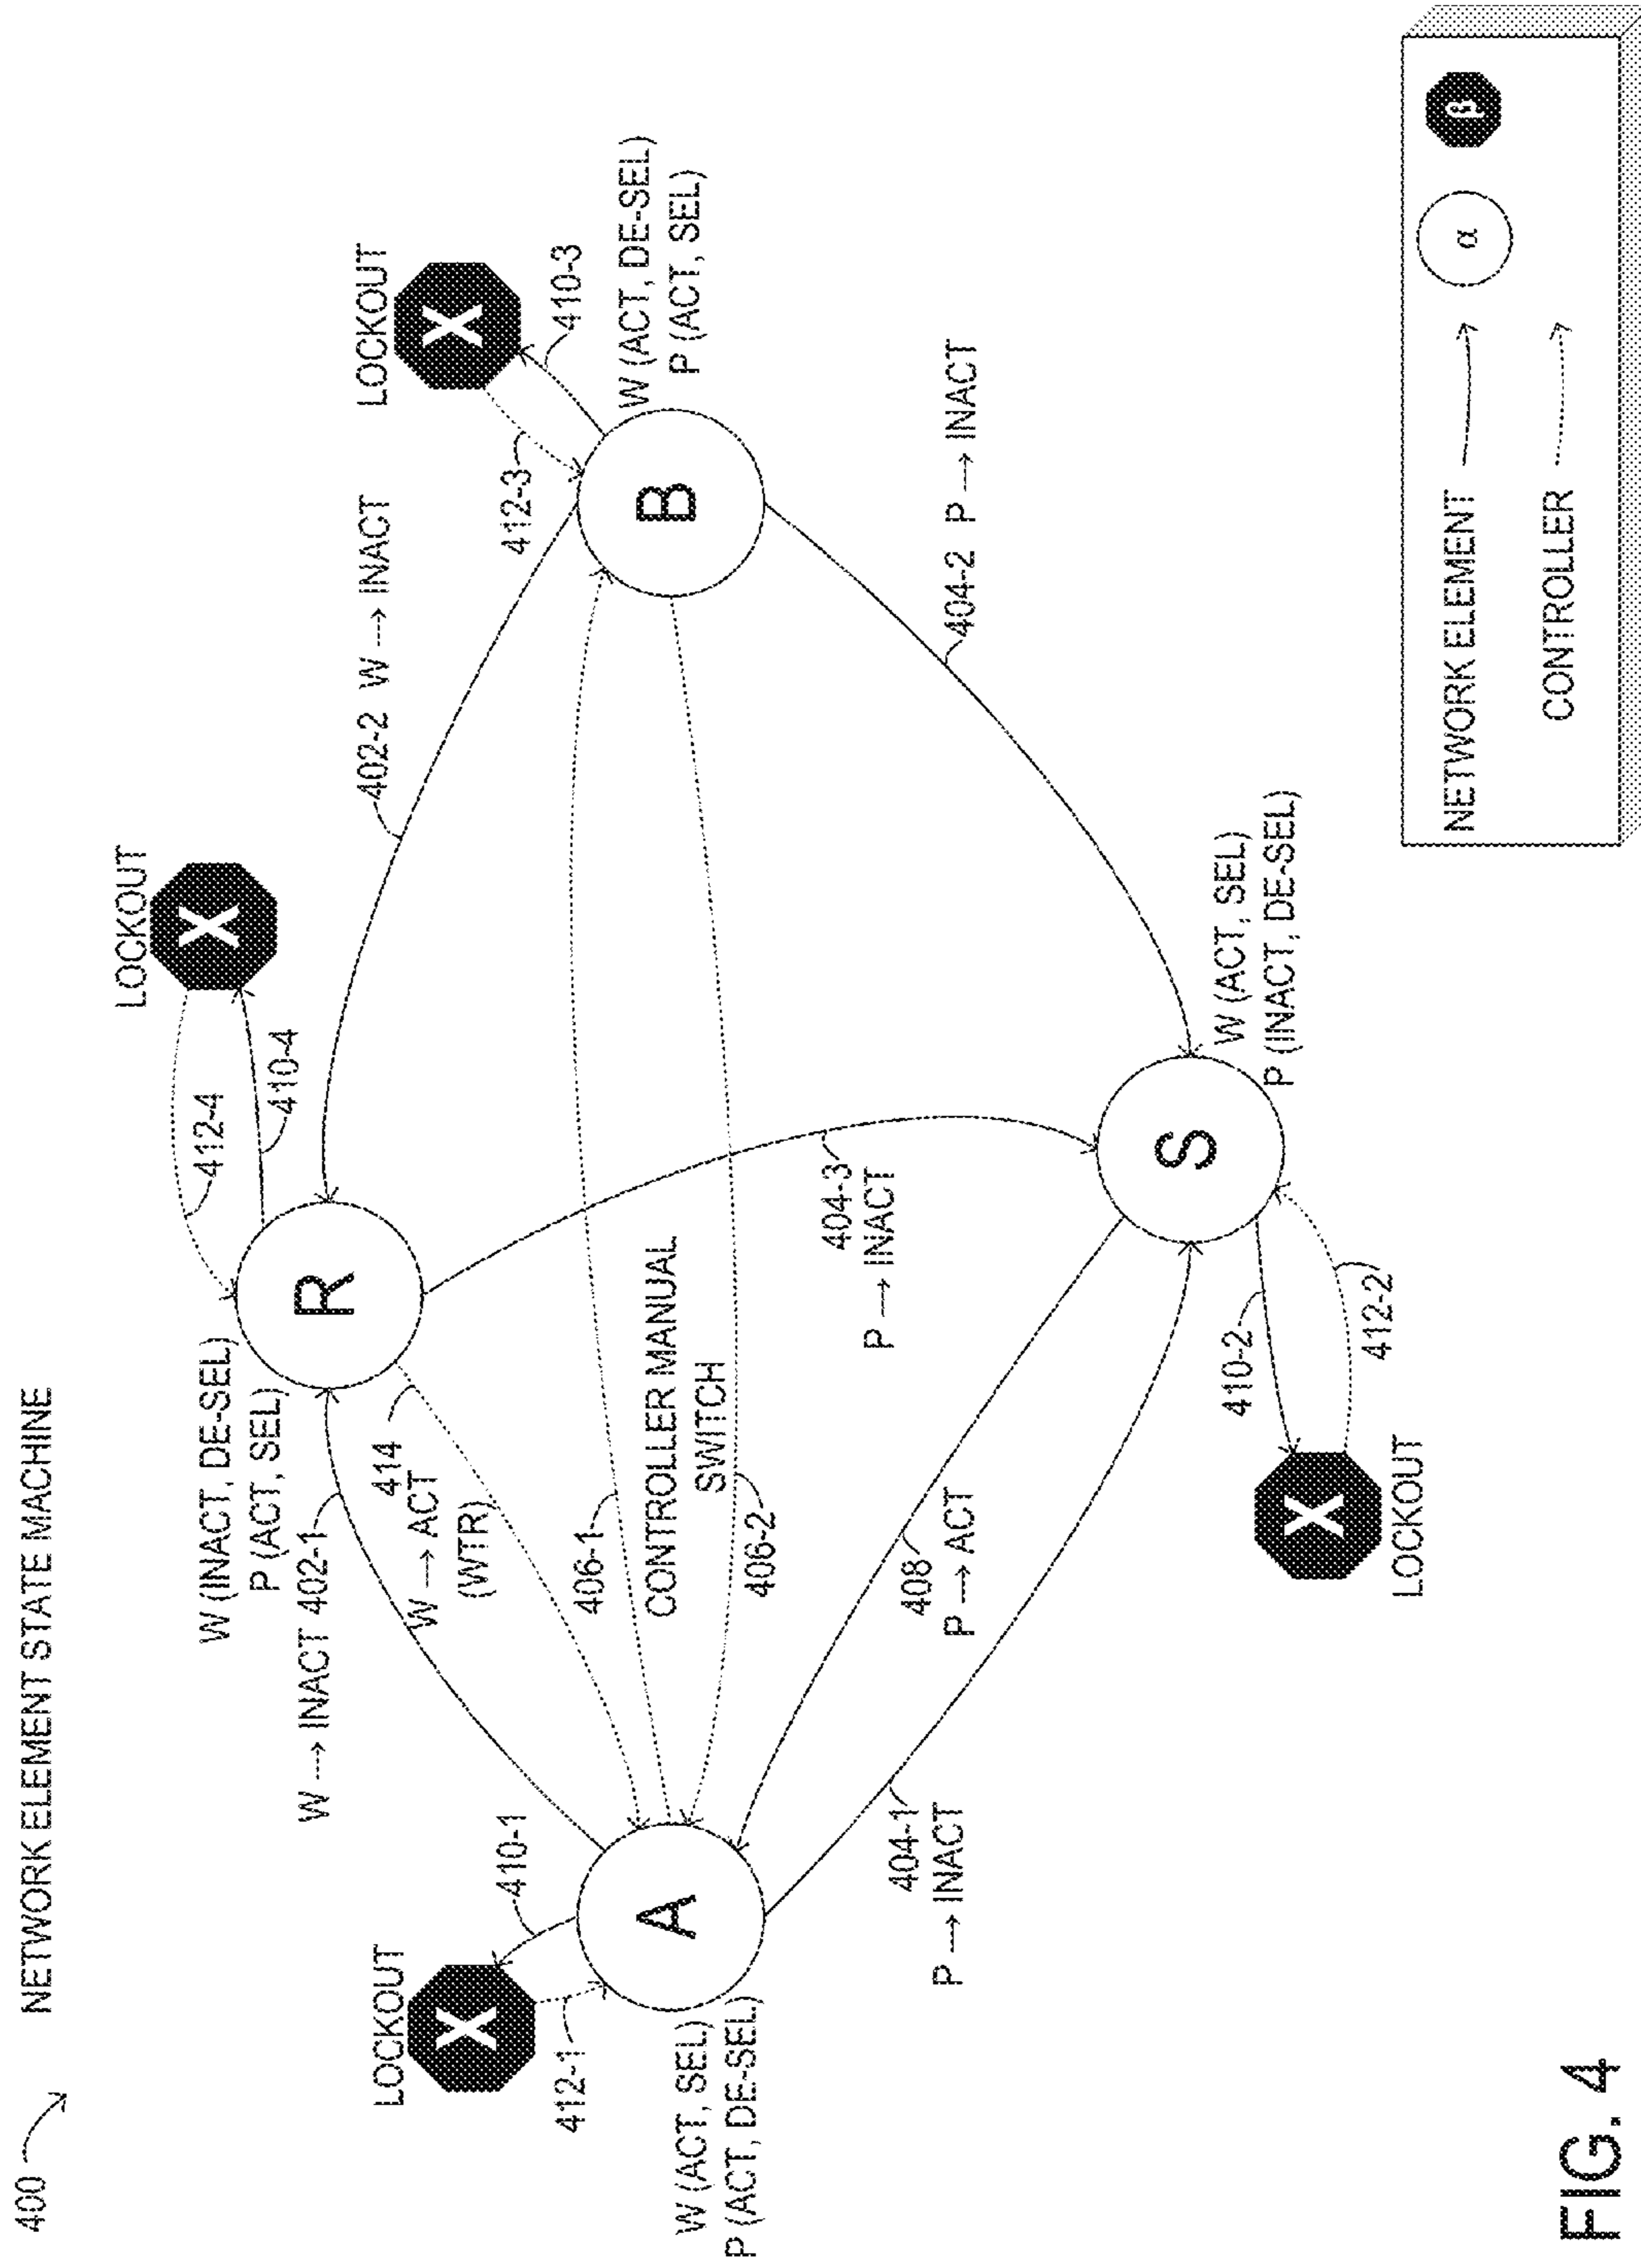 400
NETWORK ELEMENT STATE MACHINE
LOCKOUT
X
412-4
410-4
W (INACT, DE-SEL)
P (ACT, SEL)
R
W → INACT 402-1
402-2 W → INACT
LOCKOUT
X
410-3
412-3
LOCKOUT
X
410-1
412-1
414
W → ACT
(WTR)
W (ACT, DE-SEL)
P (ACT, SEL)
B
406-1
CONTROLLER MANUAL
SWITCH
406-2
A
W (ACT, SEL)
P (ACT, DE-SEL)
404-3
P → INACT
404-2 P → INACT
408
P → ACT
404-1
P → INACT
S
W (ACT, SEL)
P (INACT, DE-SEL)
410-2
412-2
X
LOCKOUT
NETWORK ELEMENT
α
β
CONTROLLER
FIG. 4